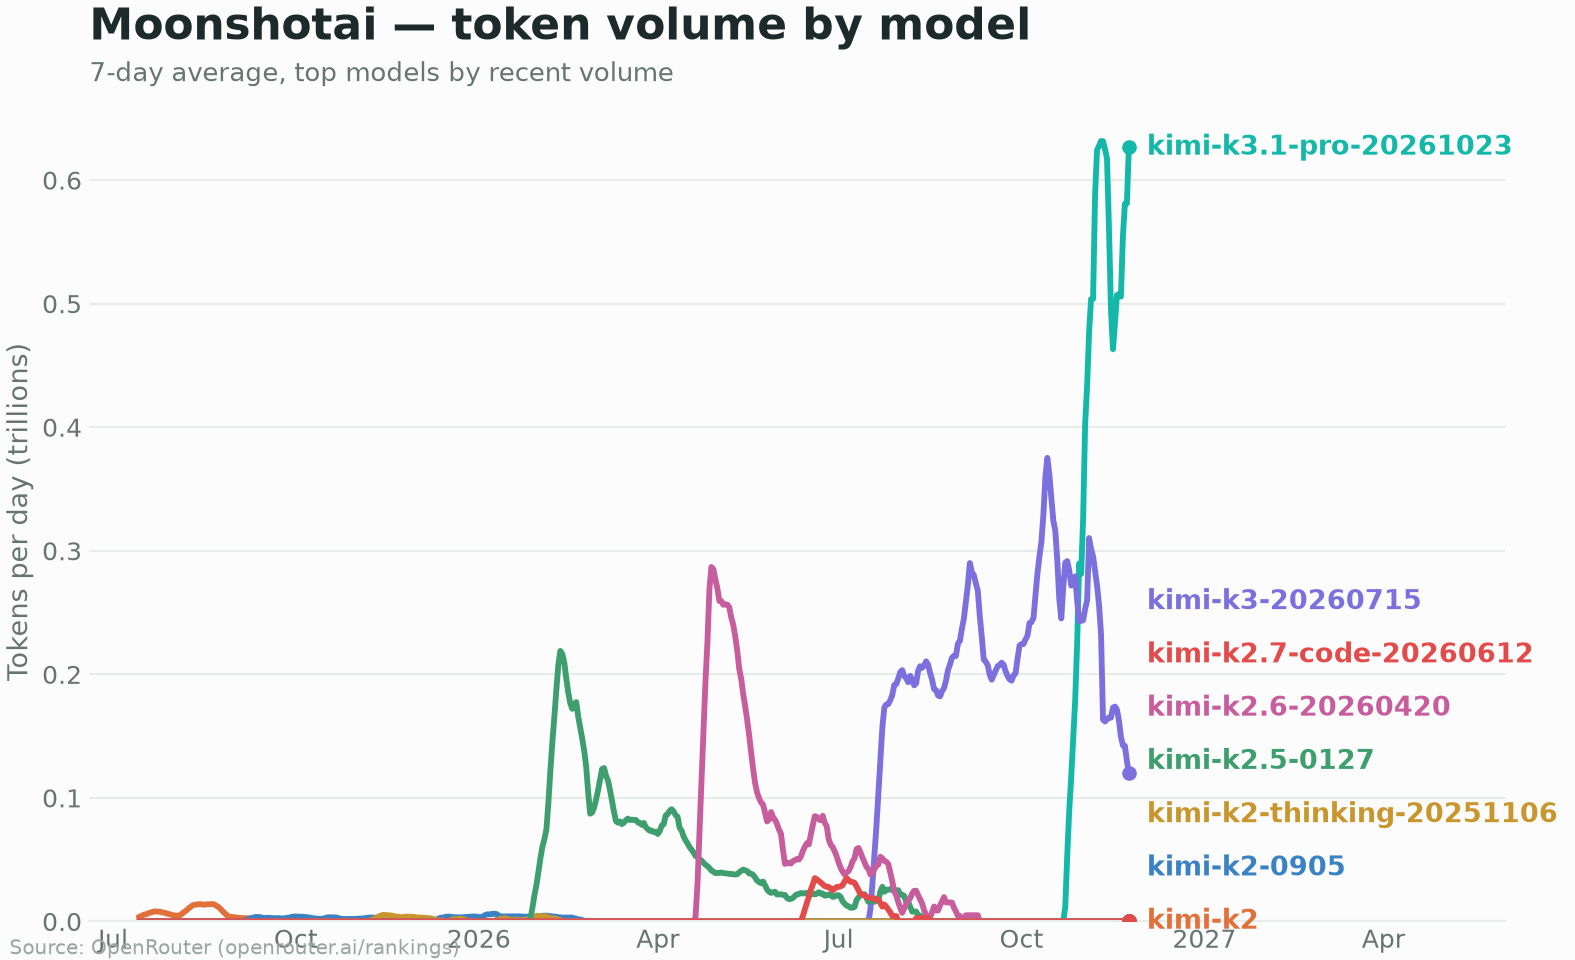 Moonshotai — token volume by model
7-day average, top models by recent volume
Tokens per day (trillions)
0.6
0.5
0.4
0.3
0.2
0.1
0.0
kimi-k3.1-pro-20261023
kimi-k3-20260715
kimi-k2.7-code-20260612
kimi-k2.6-20260420
kimi-k2.5-0127
kimi-k2-thinking-20251106
kimi-k2-0905
kimi-k2
Jul Oct 2026 Apr Jul Oct 2027 Apr
Source: OpenRouter (openrouter.ai/rankings)